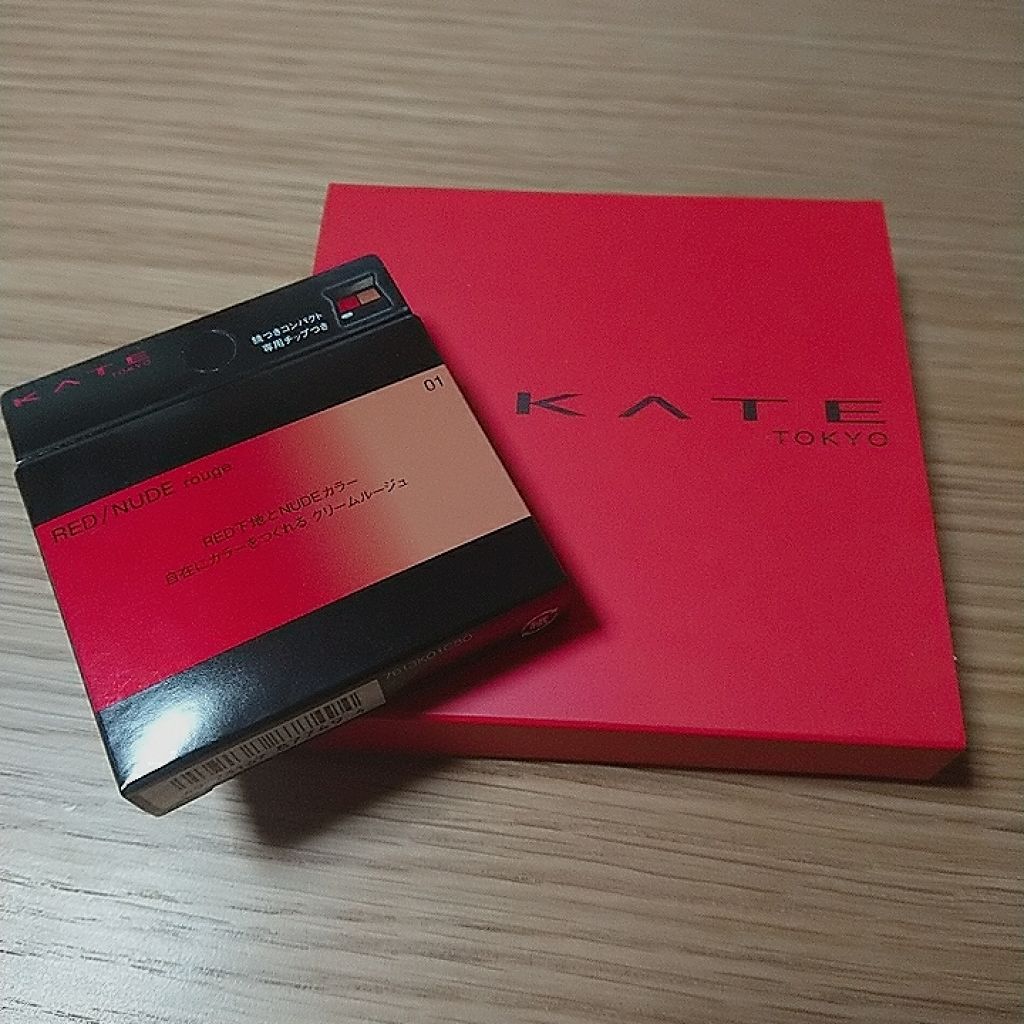 KATE
TOKYO
鏡つきコンパクト
専用チップつき
01
RED/NUDE rouge
RED下地とNUDEカラー
自在にカラーをつくれる クリームルージュ
KATE
TOKYO